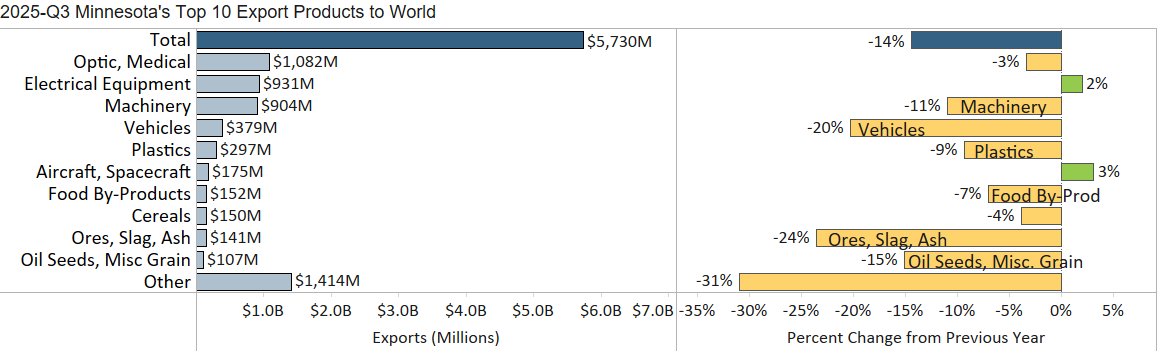 2025-Q3 Minnesota's Top 10 Export Products to World
Total $5,730M -14%
Optic, Medical $1,082M -3%
Electrical Equipment $931M 2%
Machinery $904M -11% Machinery
Vehicles $379M -20% Vehicles
Plastics $297M -9% Plastics
Aircraft, Spacecraft $175M 3%
Food By-Products $152M -7% Food By-Prod
Cereals $150M -4%
Ores, Slag, Ash $141M -24% Ores, Slag, Ash
Oil Seeds, Misc Grain $107M -15% Oil Seeds, Misc. Grain
Other $1,414M -31%
$1.0B $2.0B $3.0B $4.0B $5.0B $6.0B $7.0B -35% -30% -25% -20% -15% -10% -5% 0% 5%
Exports (Millions) Percent Change from Previous Year